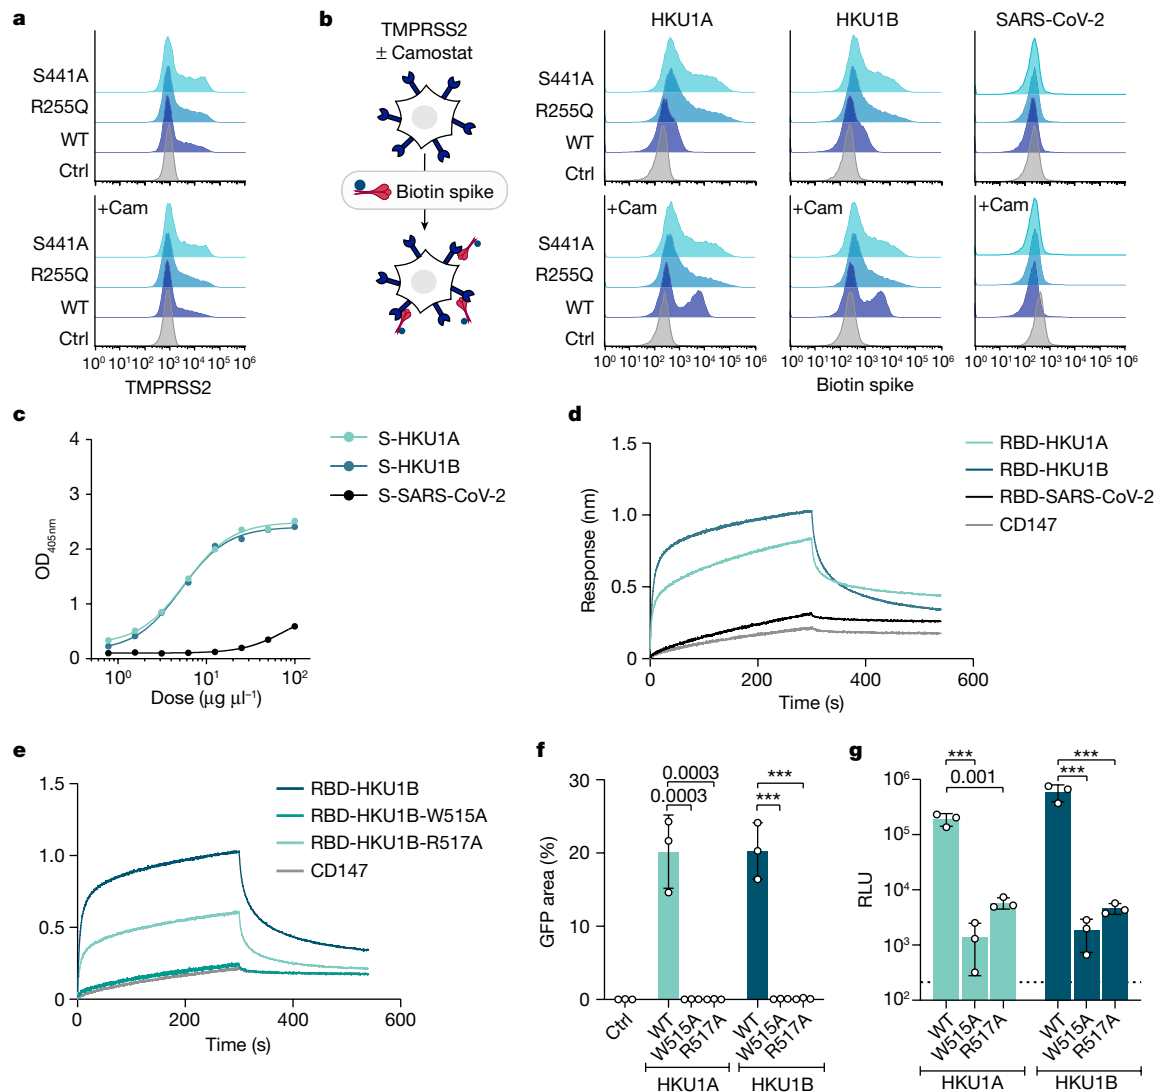 a
S441A
R255Q
WT
Ctrl
+Cam
S441A
R255Q
WT
Ctrl
10⁰ 10¹ 10² 10³ 10⁴ 10⁵ 10⁶
TMPRSS2
b
TMPRSS2
± Camostat
Biotin spike
HKU1A
HKU1B
SARS-CoV-2
S441A
R255Q
WT
Ctrl
+Cam
+Cam
+Cam
S441A
R255Q
WT
Ctrl
10⁰ 10¹ 10² 10³ 10⁴ 10⁵ 10⁶
10⁰ 10¹ 10² 10³ 10⁴ 10⁵ 10⁶
10⁰ 10¹ 10² 10³ 10⁴ 10⁵ 10⁶
Biotin spike
c
4
3
2
1
0
OD405nm
10⁰ 10¹ 10²
Dose (µg µl⁻¹)
S-HKU1A
S-HKU1B
S-SARS-CoV-2
d
1.5
1.0
0.5
0
Response (nm)
0 200 400 600
Time (s)
RBD-HKU1A
RBD-HKU1B
RBD-SARS-CoV-2
CD147
e
1.5
1.0
0.5
0
0 200 400 600
Time (s)
RBD-HKU1B
RBD-HKU1B-W515A
RBD-HKU1B-R517A
CD147
f
30
20
10
0
GFP area (%)
0.0003
0.0003
***
***
Ctrl
WT
W515A
R517A
WT
W515A
R517A
HKU1A
HKU1B
g
10⁶
10⁵
10⁴
10³
10²
RLU
***
0.001
***
***
WT
W515A
R517A
WT
W515A
R517A
HKU1A
HKU1B